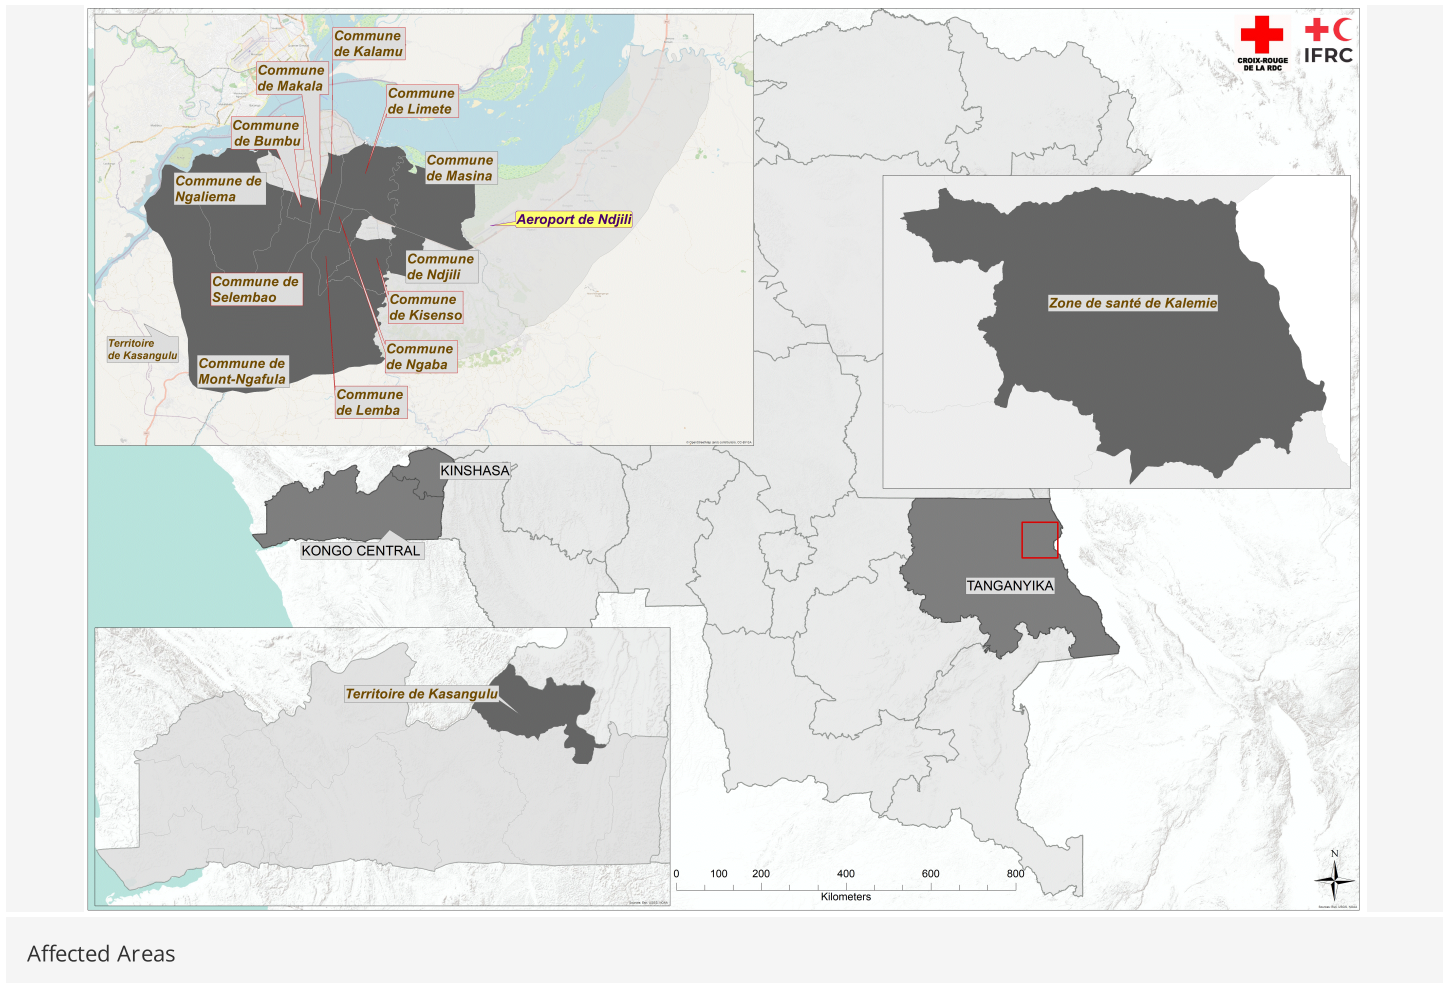 Commune
de Kalamu
Commune
de Makala
Commune
de Limete
Commune
de Bumbu
Commune
de Masina
Commune de
Ngaliema
Aeroport de Ndjili
Commune
de Ndjili
Commune de
Selembao
Commune
de Kisenso
Territoire
de Kasangulu
Commune
de Ngaba
Commune de
Mont-Ngafula
Commune
de Lemba
CROIX-ROUGE
DE LA RDC
IFRC
Zone de santé de Kalemie
KINSHASA
KONGO CENTRAL
TANGANYIKA
Territoire de Kasangulu
0 100 200 400 600 800
Kilometers
N
Affected Areas